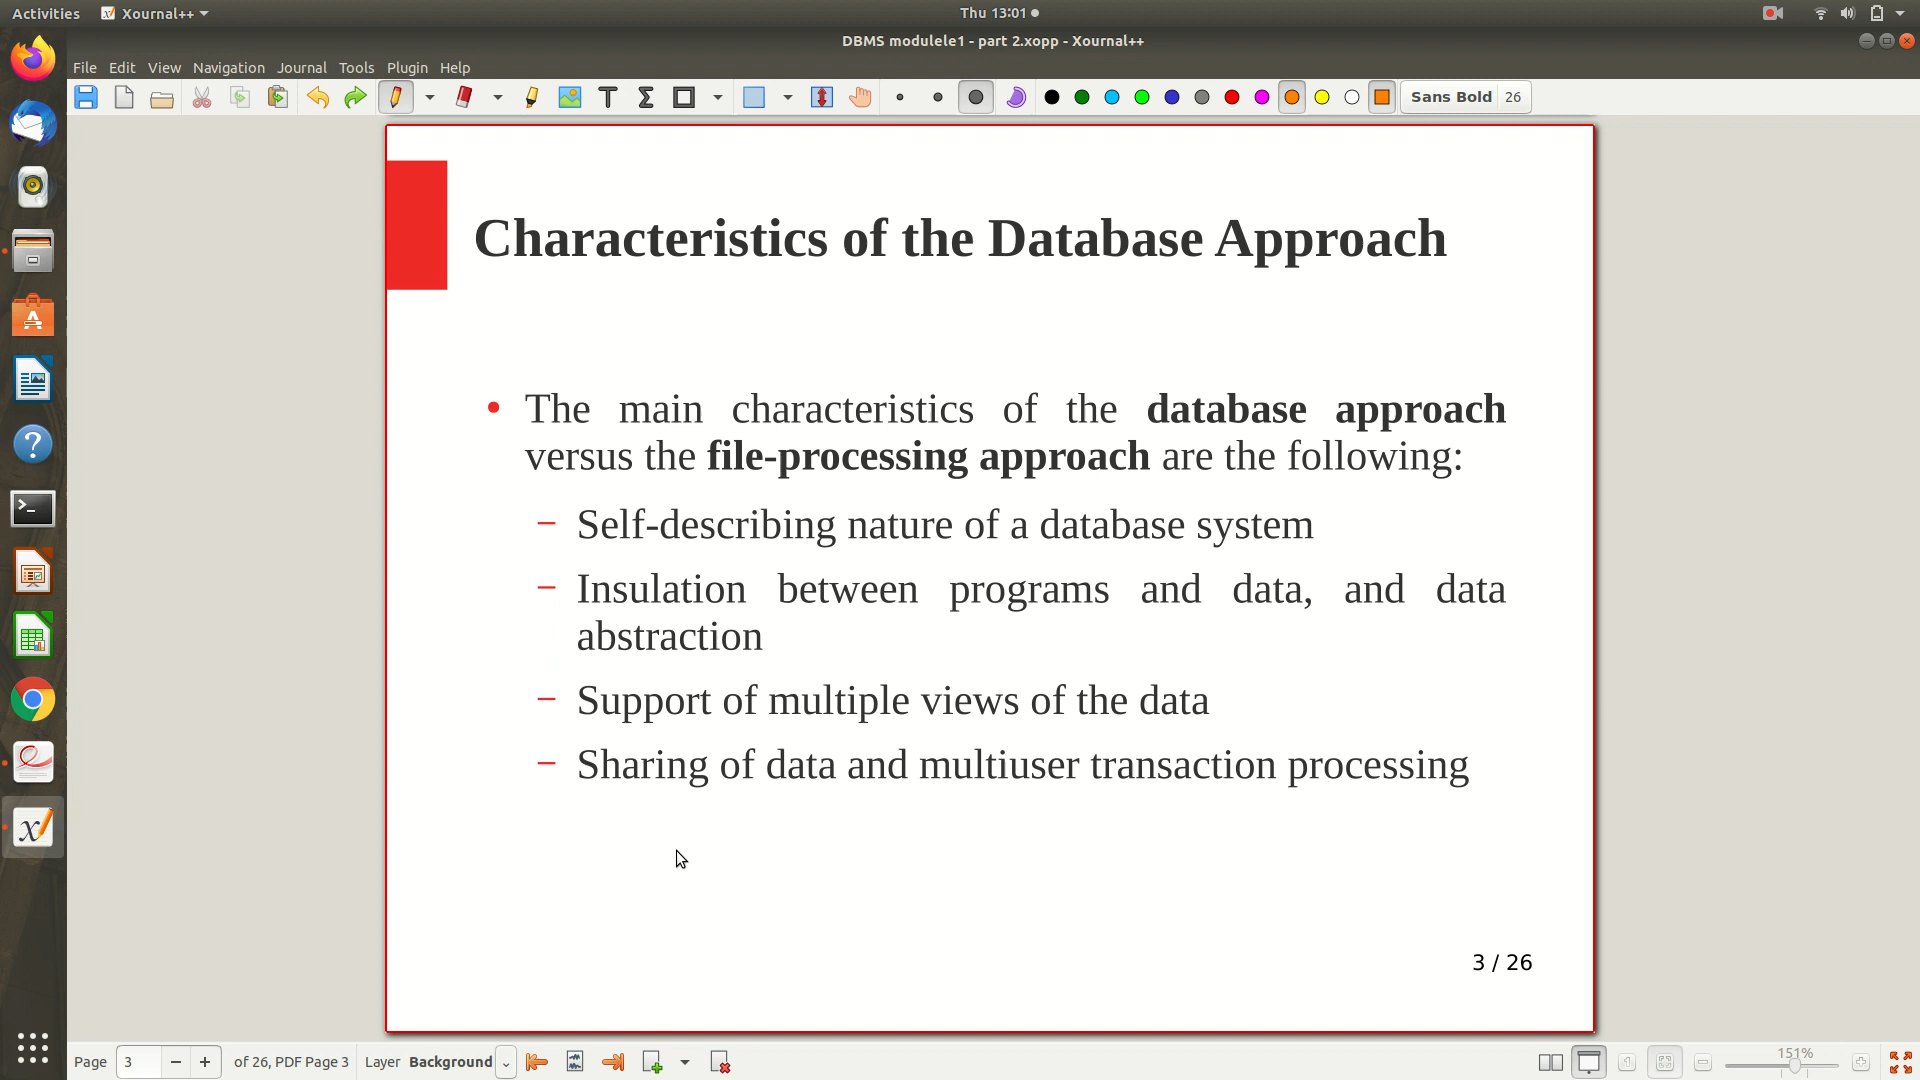 Activities Xournal++ Thu 13:01
DBMS modulele1 - part 2.xopp - Xournal++
File Edit View Navigation Journal Tools Plugin Help
Sans Bold 26
Characteristics of the Database Approach
• The main characteristics of the database approach
versus the file-processing approach are the following:
– Self-describing nature of a database system
– Insulation between programs and data, and data
abstraction
– Support of multiple views of the data
– Sharing of data and multiuser transaction processing
3 / 26
Page 3 − + of 26, PDF Page 3 Layer Background 151%